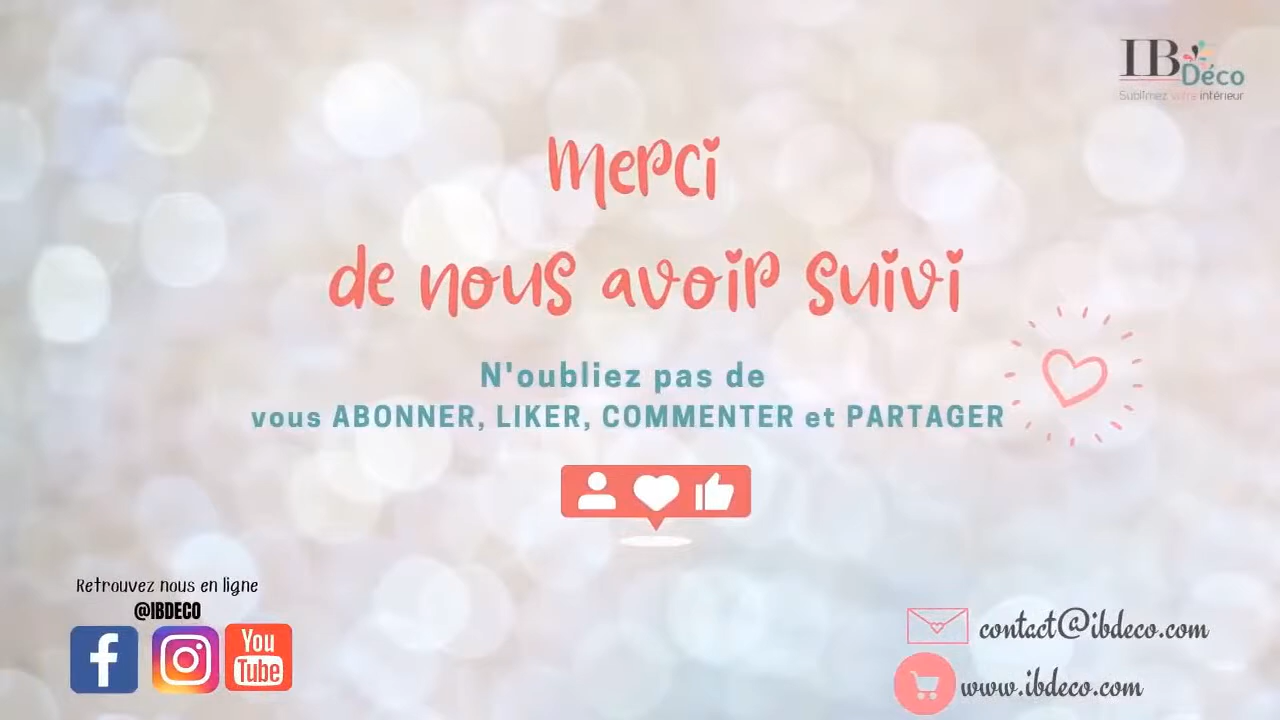 IB Déco
Sublimez votre intérieur
Merci
de nous avoir suivi
N'oubliez pas de
vous ABONNER, LIKER, COMMENTER et PARTAGER
Retrouvez nous en ligne
@IBDECO
You
Tube
contact@ibdeco.com
www.ibdeco.com